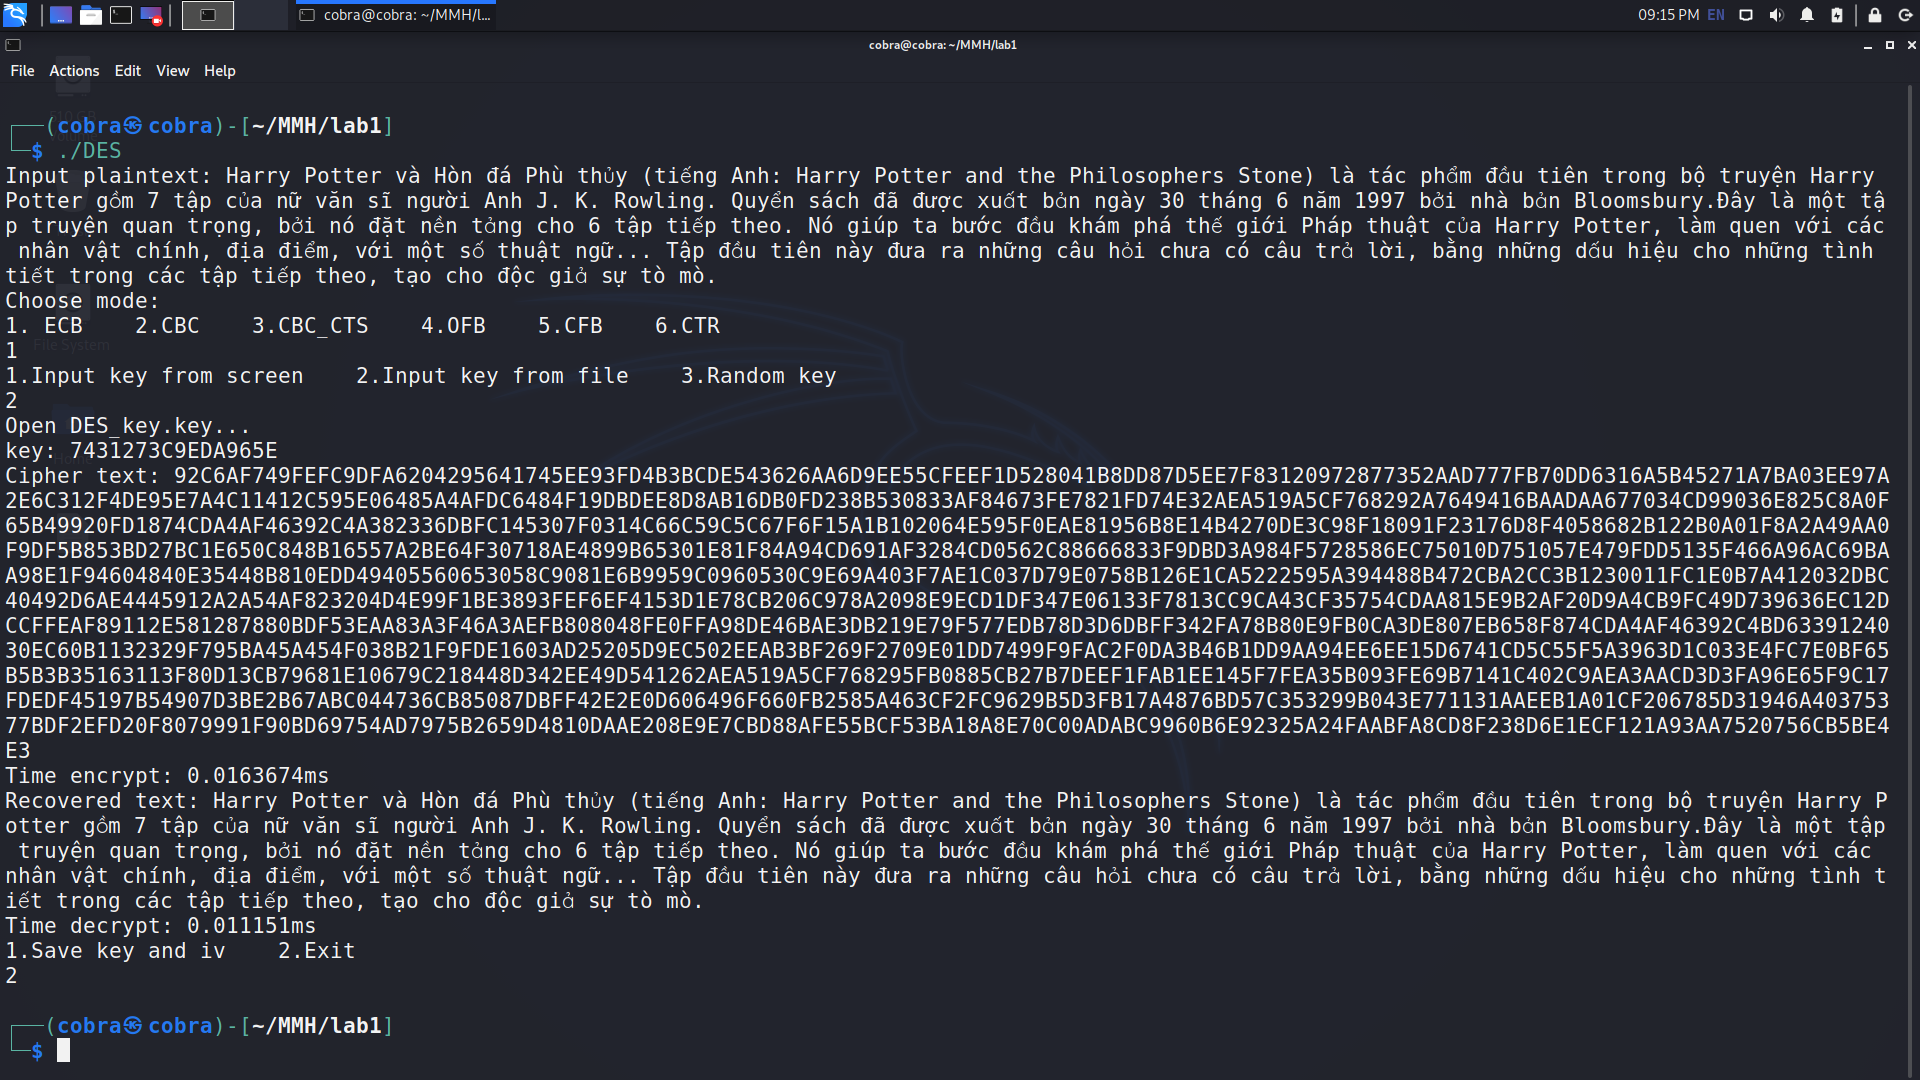 cobra@cobra: ~/MMH/l...
09:15 PM EN
cobra@cobra: ~/MMH/lab1
File Actions Edit View Help
(cobra㉿cobra)-[~/MMH/lab1]
$ ./DES
Input plaintext: Harry Potter và Hòn đá Phù thủy (tiếng Anh: Harry Potter and the Philosophers Stone) là tác phẩm đầu tiên trong bộ truyện Harry
Potter gồm 7 tập của nữ văn sĩ người Anh J. K. Rowling. Quyển sách đã được xuất bản ngày 30 tháng 6 năm 1997 bởi nhà bản Bloomsbury.Đây là một tậ
p truyện quan trọng, bởi nó đặt nền tảng cho 6 tập tiếp theo. Nó giúp ta bước đầu khám phá thế giới Pháp thuật của Harry Potter, làm quen với các
nhân vật chính, địa điểm, với một số thuật ngữ... Tập đầu tiên này đưa ra những câu hỏi chưa có câu trả lời, bằng những dấu hiệu cho những tình
tiết trong các tập tiếp theo, tạo cho độc giả sự tò mò.
Choose mode:
1. ECB 2.CBC 3.CBC_CTS 4.OFB 5.CFB 6.CTR
File System
1
1.Input key from screen 2.Input key from file 3.Random key
2
Open DES_key.key...
key: 7431273C9EDA965E
Cipher text: 92C6AF749FEFC9DFA6204295641745EE93FD4B3BCDE543626AA6D9EE55CFEEF1D528041B8DD87D5EE7F83120972877352AAD777FB70DD6316A5B45271A7BA03EE97A
2E6C312F4DE95E7A4C11412C595E06485A4AFDC6484F19DBDEE8D8AB16DB0FD238B530833AF84673FE7821FD74E32AEA519A5CF768292A7649416BAADAA677034CD99036E825C8A0F
65B49920FD1874CDA4AF46392C4A382336DBFC145307F0314C66C59C5C67F6F15A1B102064E595F0EAE81956B8E14B4270DE3C98F18091F23176D8F4058682B122B0A01F8A2A49AA0
F9DF5B853BD27BC1E650C848B16557A2BE64F30718AE4899B65301E81F84A94CD691AF3284CD0562C88666833F9DBD3A984F5728586EC75010D751057E479FDD5135F466A96AC69BA
A98E1F94604840E35448B810EDD49405560653058C9081E6B9959C0960530C9E69A403F7AE1C037D79E0758B126E1CA5222595A394488B472CBA2CC3B1230011FC1E0B7A412032DBC
40492D6AE4445912A2A54AF823204D4E99F1BE3893FEF6EF4153D1E78CB206C978A2098E9ECD1DF347E06133F7813CC9CA43CF35754CDAA815E9B2AF20D9A4CB9FC49D739636EC12D
CCFFEAF89112E581287880BDF53EAA83A3F46A3AEFB808048FE0FFA98DE46BAE3DB219E79F577EDB78D3D6DBFF342FA78B80E9FB0CA3DE807EB658F874CDA4AF46392C4BD63391240
30EC60B1132329F795BA45A454F038B21F9FDE1603AD25205D9EC502EEAB3BF269F2709E01DD7499F9FAC2F0DA3B46B1DD9AA94EE6EE15D6741CD5C55F5A3963D1C033E4FC7E0BF65
B5B3B35163113F80D13CB79681E10679C218448D342EE49D541262AEA519A5CF768295FB0885CB27B7DEEF1FAB1EE145F7FEA35B093FE69B7141C402C9AEA3AACD3D3FA96E65F9C17
FDEDF45197B54907D3BE2B67ABC044736CB85087DBFF42E2E0D606496F660FB2585A463CF2FC9629B5D3FB17A4876BD57C353299B043E771131AAEEB1A01CF206785D31946A403753
77BDF2EFD20F8079991F90BD69754AD7975B2659D4810DAAE208E9E7CBD88AFE55BCF53BA18A8E70C00ADABC9960B6E92325A24FAABFA8CD8F238D6E1ECF121A93AA7520756CB5BE4
E3
Time encrypt: 0.0163674ms
Recovered text: Harry Potter và Hòn đá Phù thủy (tiếng Anh: Harry Potter and the Philosophers Stone) là tác phẩm đầu tiên trong bộ truyện Harry P
otter gồm 7 tập của nữ văn sĩ người Anh J. K. Rowling. Quyển sách đã được xuất bản ngày 30 tháng 6 năm 1997 bởi nhà bản Bloomsbury.Đây là một tập
truyện quan trọng, bởi nó đặt nền tảng cho 6 tập tiếp theo. Nó giúp ta bước đầu khám phá thế giới Pháp thuật của Harry Potter, làm quen với các
nhân vật chính, địa điểm, với một số thuật ngữ... Tập đầu tiên này đưa ra những câu hỏi chưa có câu trả lời, bằng những dấu hiệu cho những tình t
iết trong các tập tiếp theo, tạo cho độc giả sự tò mò.
Time decrypt: 0.011151ms
1.Save key and iv 2.Exit
2
(cobra㉿cobra)-[~/MMH/lab1]
$